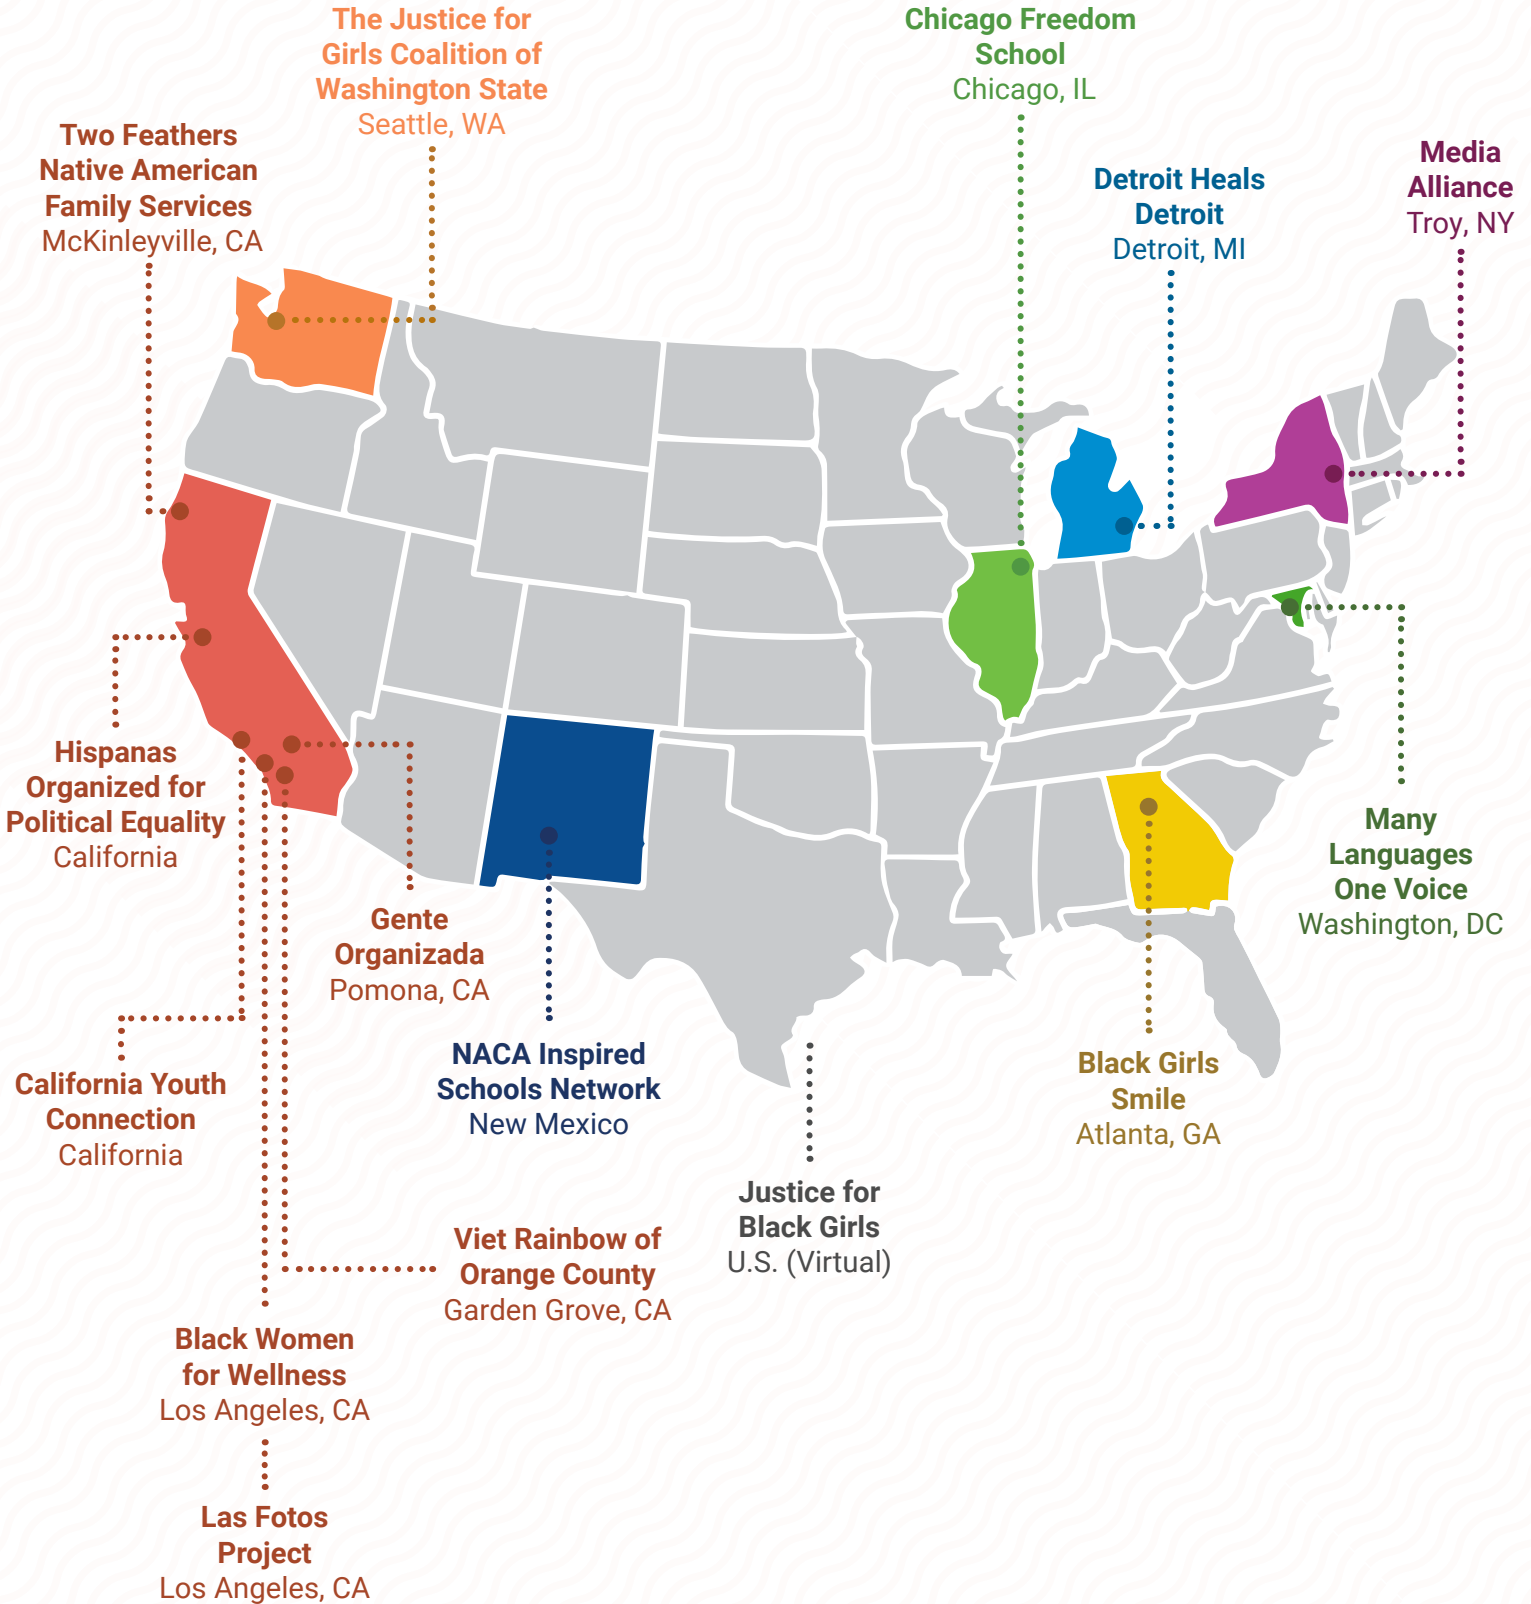 The Justice for
Girls Coalition of
Washington State
Seattle, WA
Chicago Freedom
School
Chicago, IL
Two Feathers
Native American
Family Services
McKinleyville, CA
Detroit Heals
Detroit
Detroit, MI
Media
Alliance
Troy, NY
Hispanas
Organized for
Political Equality
California
Gente
Organizada
Pomona, CA
Many
Languages
One Voice
Washington, DC
California Youth
Connection
California
NACA Inspired
Schools Network
New Mexico
Black Girls
Smile
Atlanta, GA
Justice for
Black Girls
U.S. (Virtual)
Viet Rainbow of
Orange County
Garden Grove, CA
Black Women
for Wellness
Los Angeles, CA
Las Fotos
Project
Los Angeles, CA